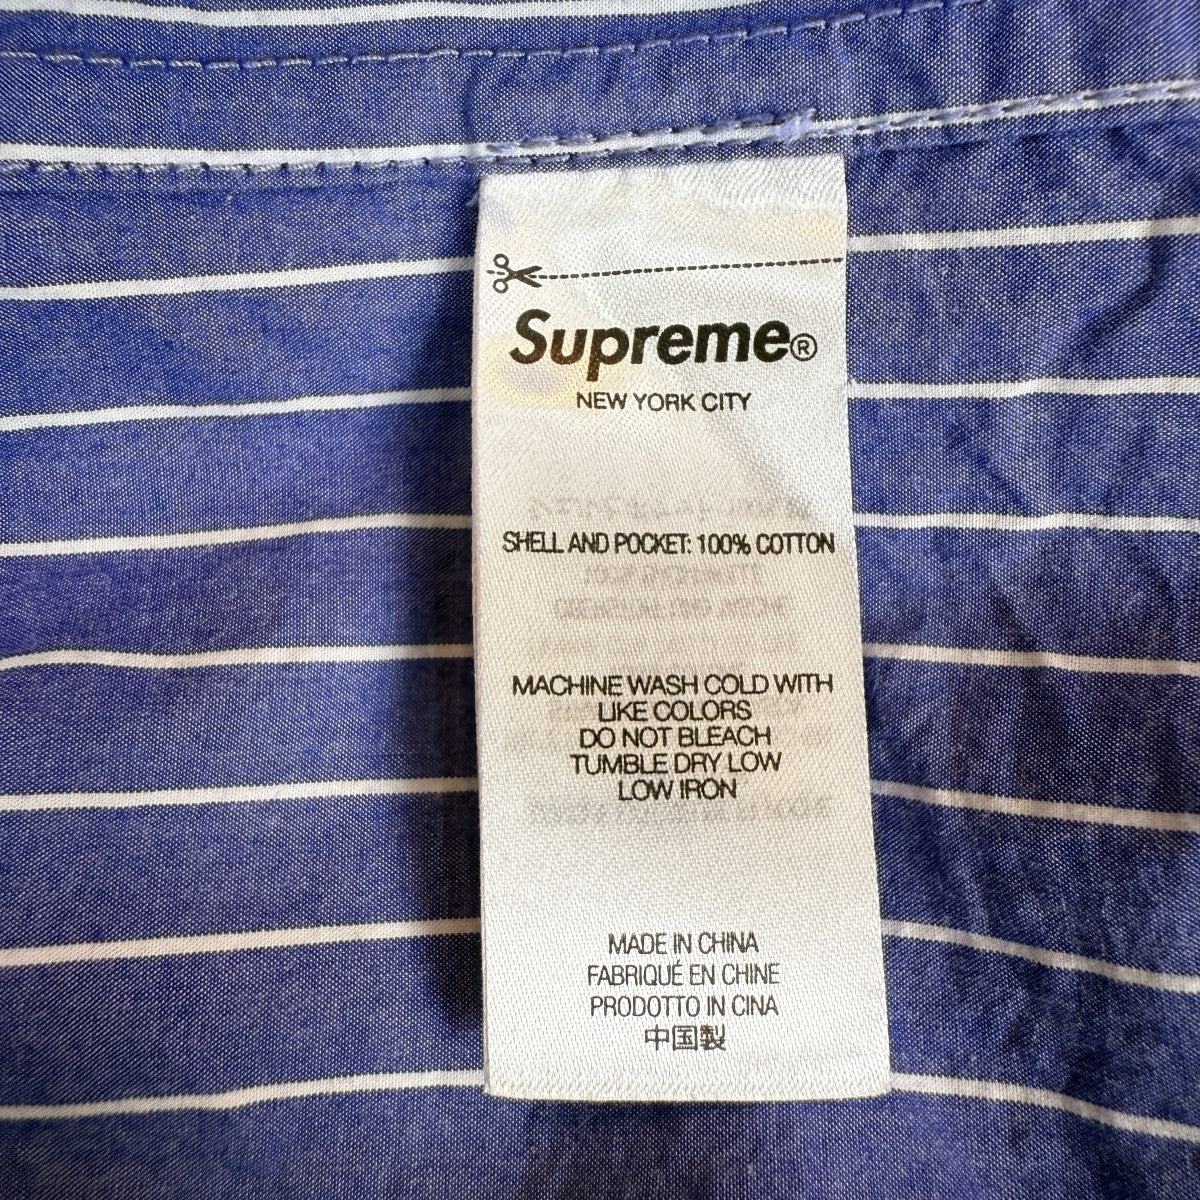 Supreme®
NEW YORK CITY
SHELL AND POCKET: 100% COTTON
MACHINE WASH COLD WITH
LIKE COLORS
DO NOT BLEACH
TUMBLE DRY LOW
LOW IRON
MADE IN CHINA
FABRIQUÉ EN CHINE
PRODOTTO IN CINA
中国製